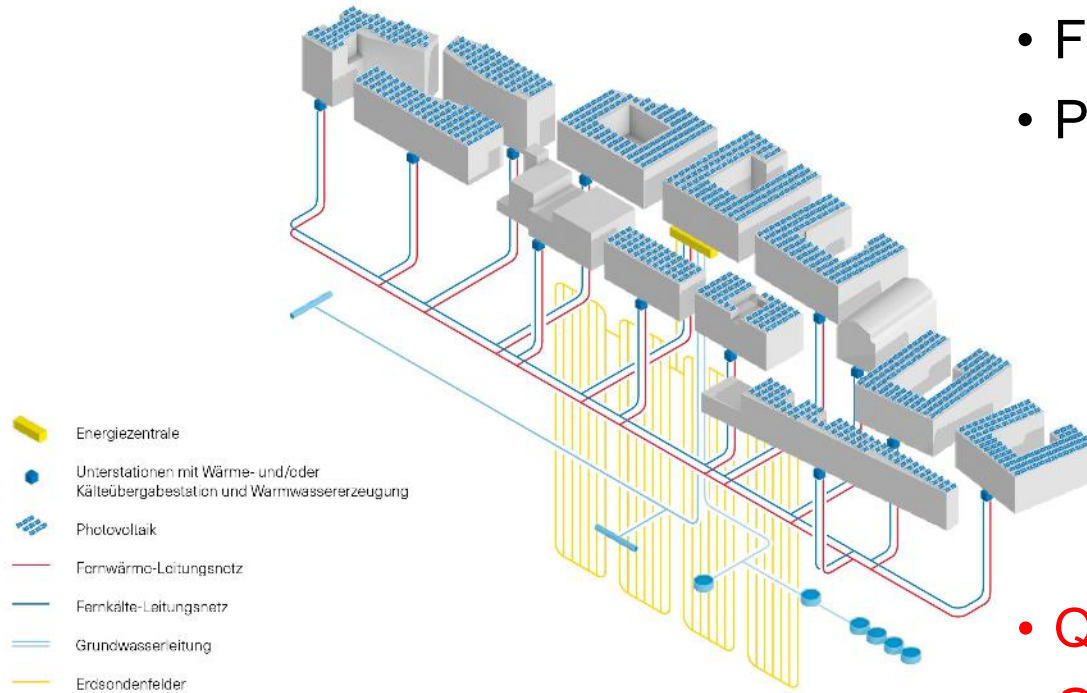 • F
• P
Energiezentrale
Unterstationen mit Wärme- und/oder
Kälteübergabestation und Warmwassererzeugung
Photovoltaik
Fernwärme-Leitungsnetz
Fernkälte-Leitungsnetz
Grundwasserleitung
Erdsondenfelder
• Q